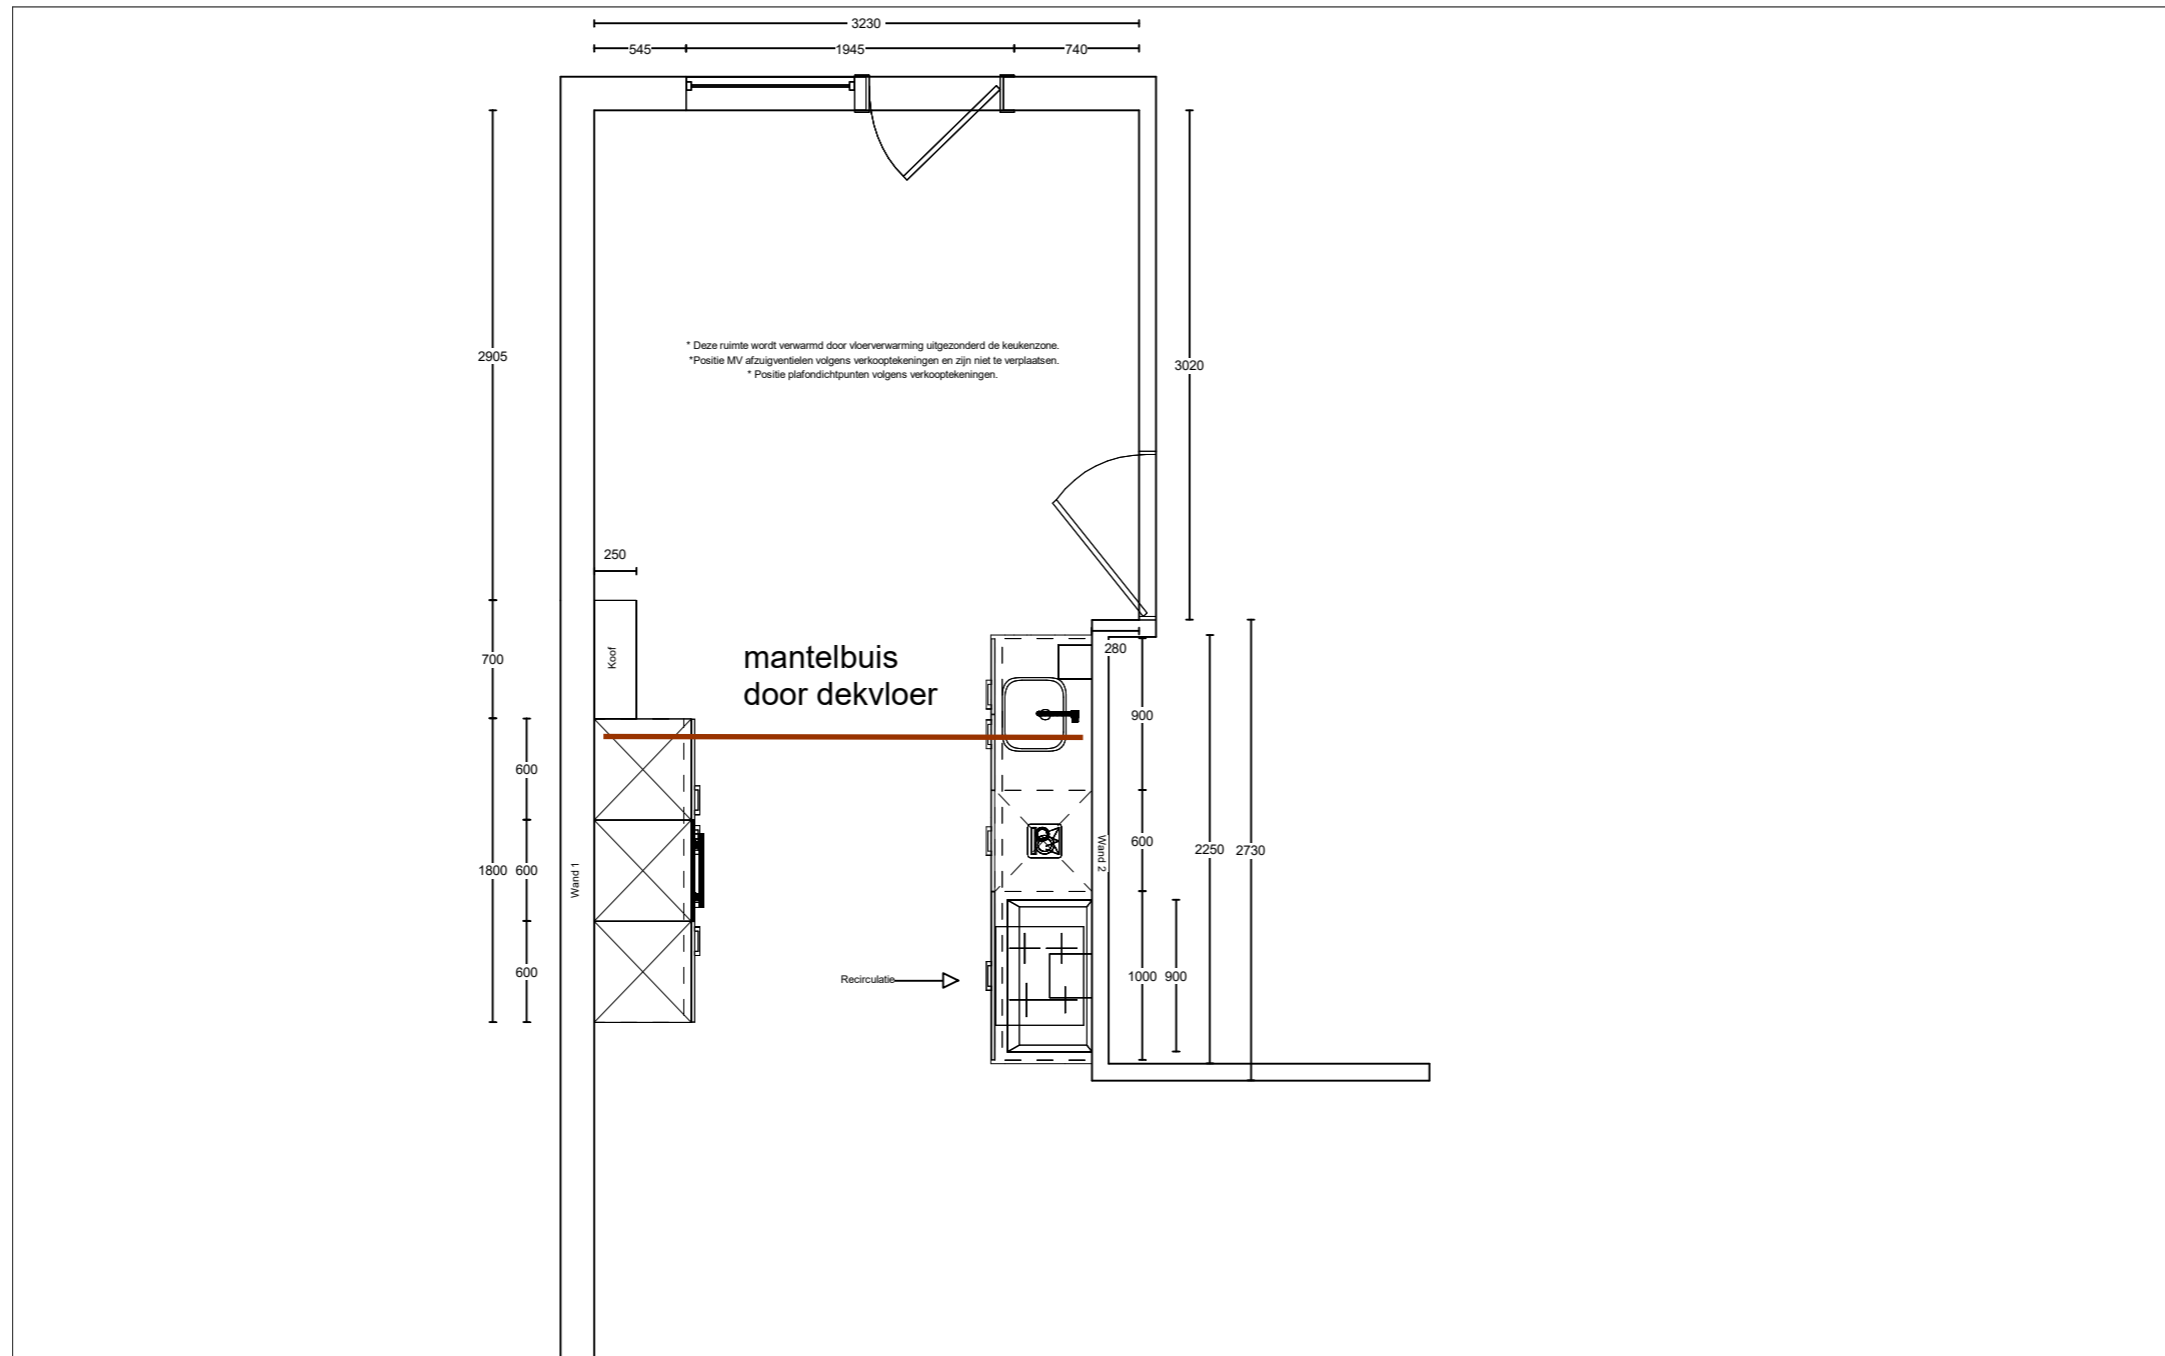 3230
545
1945
740
* Deze ruimte wordt verwarmd door vloerverwarming uitgezonderd de keukenzone.
*Positie MV afzuigventielen volgens verkooptekeningen en zijn niet te verplaatsen.
* Positie plafondichtpunten volgens verkooptekeningen.
2905
3020
250
Koof
700
mantelbuis
door dekvloer
280
900
600
600
Wand 2
2250
2730
1800
600
Wand 1
600
Recirculatie
1000
900